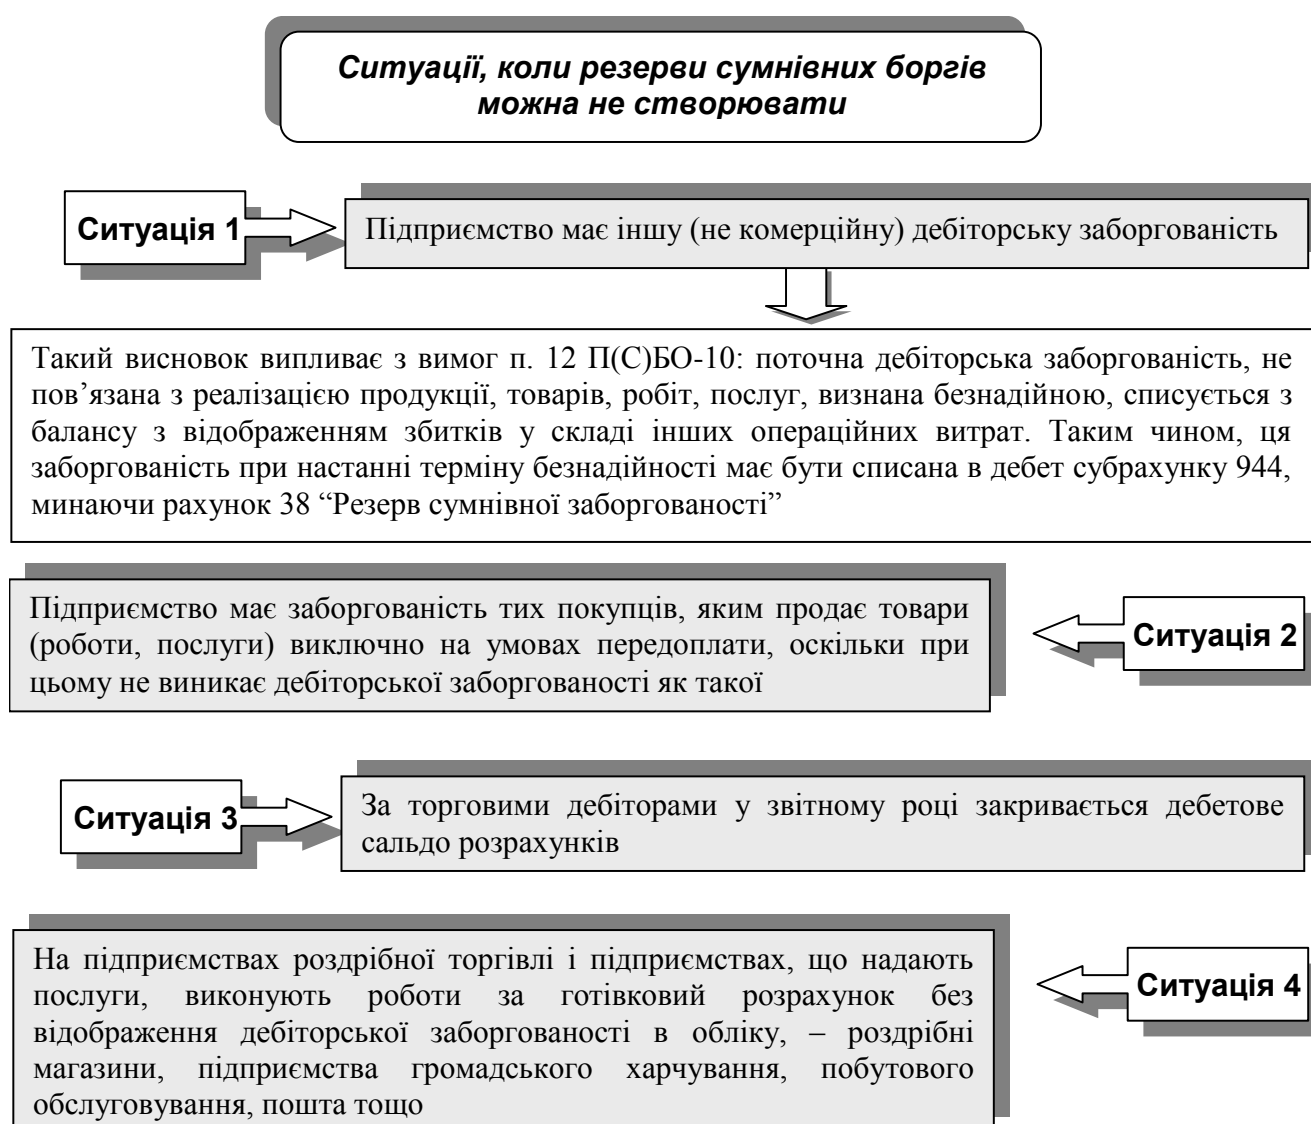 Ситуації, коли резерви сумнівних боргів
можна не створювати
Ситуація 1
Підприємство має іншу (не комерційну) дебіторську заборгованість
Такий висновок випливає з вимог п. 12 П(С)БО-10: поточна дебіторська заборгованість, не
пов’язана з реалізацією продукції, товарів, робіт, послуг, визнана безнадійною, списується з
балансу з відображенням збитків у складі інших операційних витрат. Таким чином, ця
заборгованість при настанні терміну безнадійності має бути списана в дебет субрахунку 944,
минаючи рахунок 38 “Резерв сумнівної заборгованості”
Підприємство має заборгованість тих покупців, яким продає товари
(роботи, послуги) виключно на умовах передоплати, оскільки при
цьому не виникає дебіторської заборгованості як такої
Ситуація 2
Ситуація 3
За торговими дебіторами у звітному році закривається дебетове
сальдо розрахунків
На підприємствах роздрібної торгівлі і підприємствах, що надають
послуги, виконують роботи за готівковий розрахунок без
відображення дебіторської заборгованості в обліку, – роздрібні
магазини, підприємства громадського харчування, побутового
обслуговування, пошта тощо
Ситуація 4